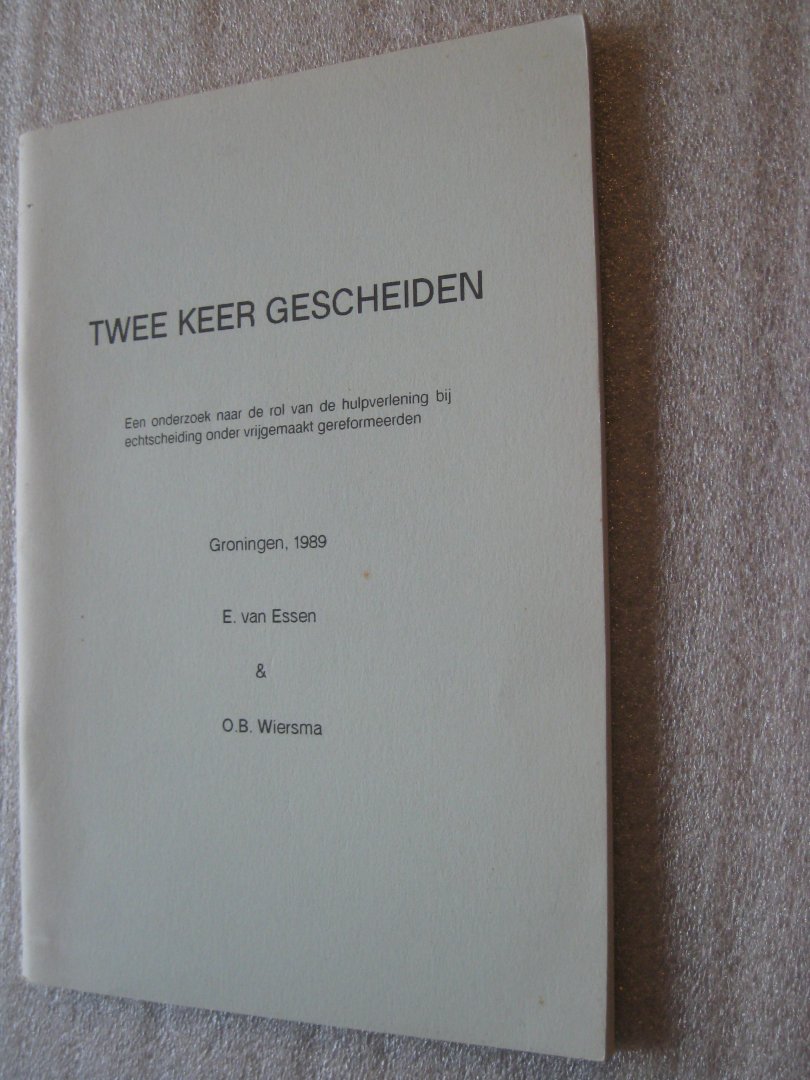 TWEE KEER GESCHEIDEN
Een onderzoek naar de rol van de hulpverlening bij
echtscheiding onder vrijgemaakt gereformeerden
Groningen, 1989
E. van Essen
&
O.B. Wiersma